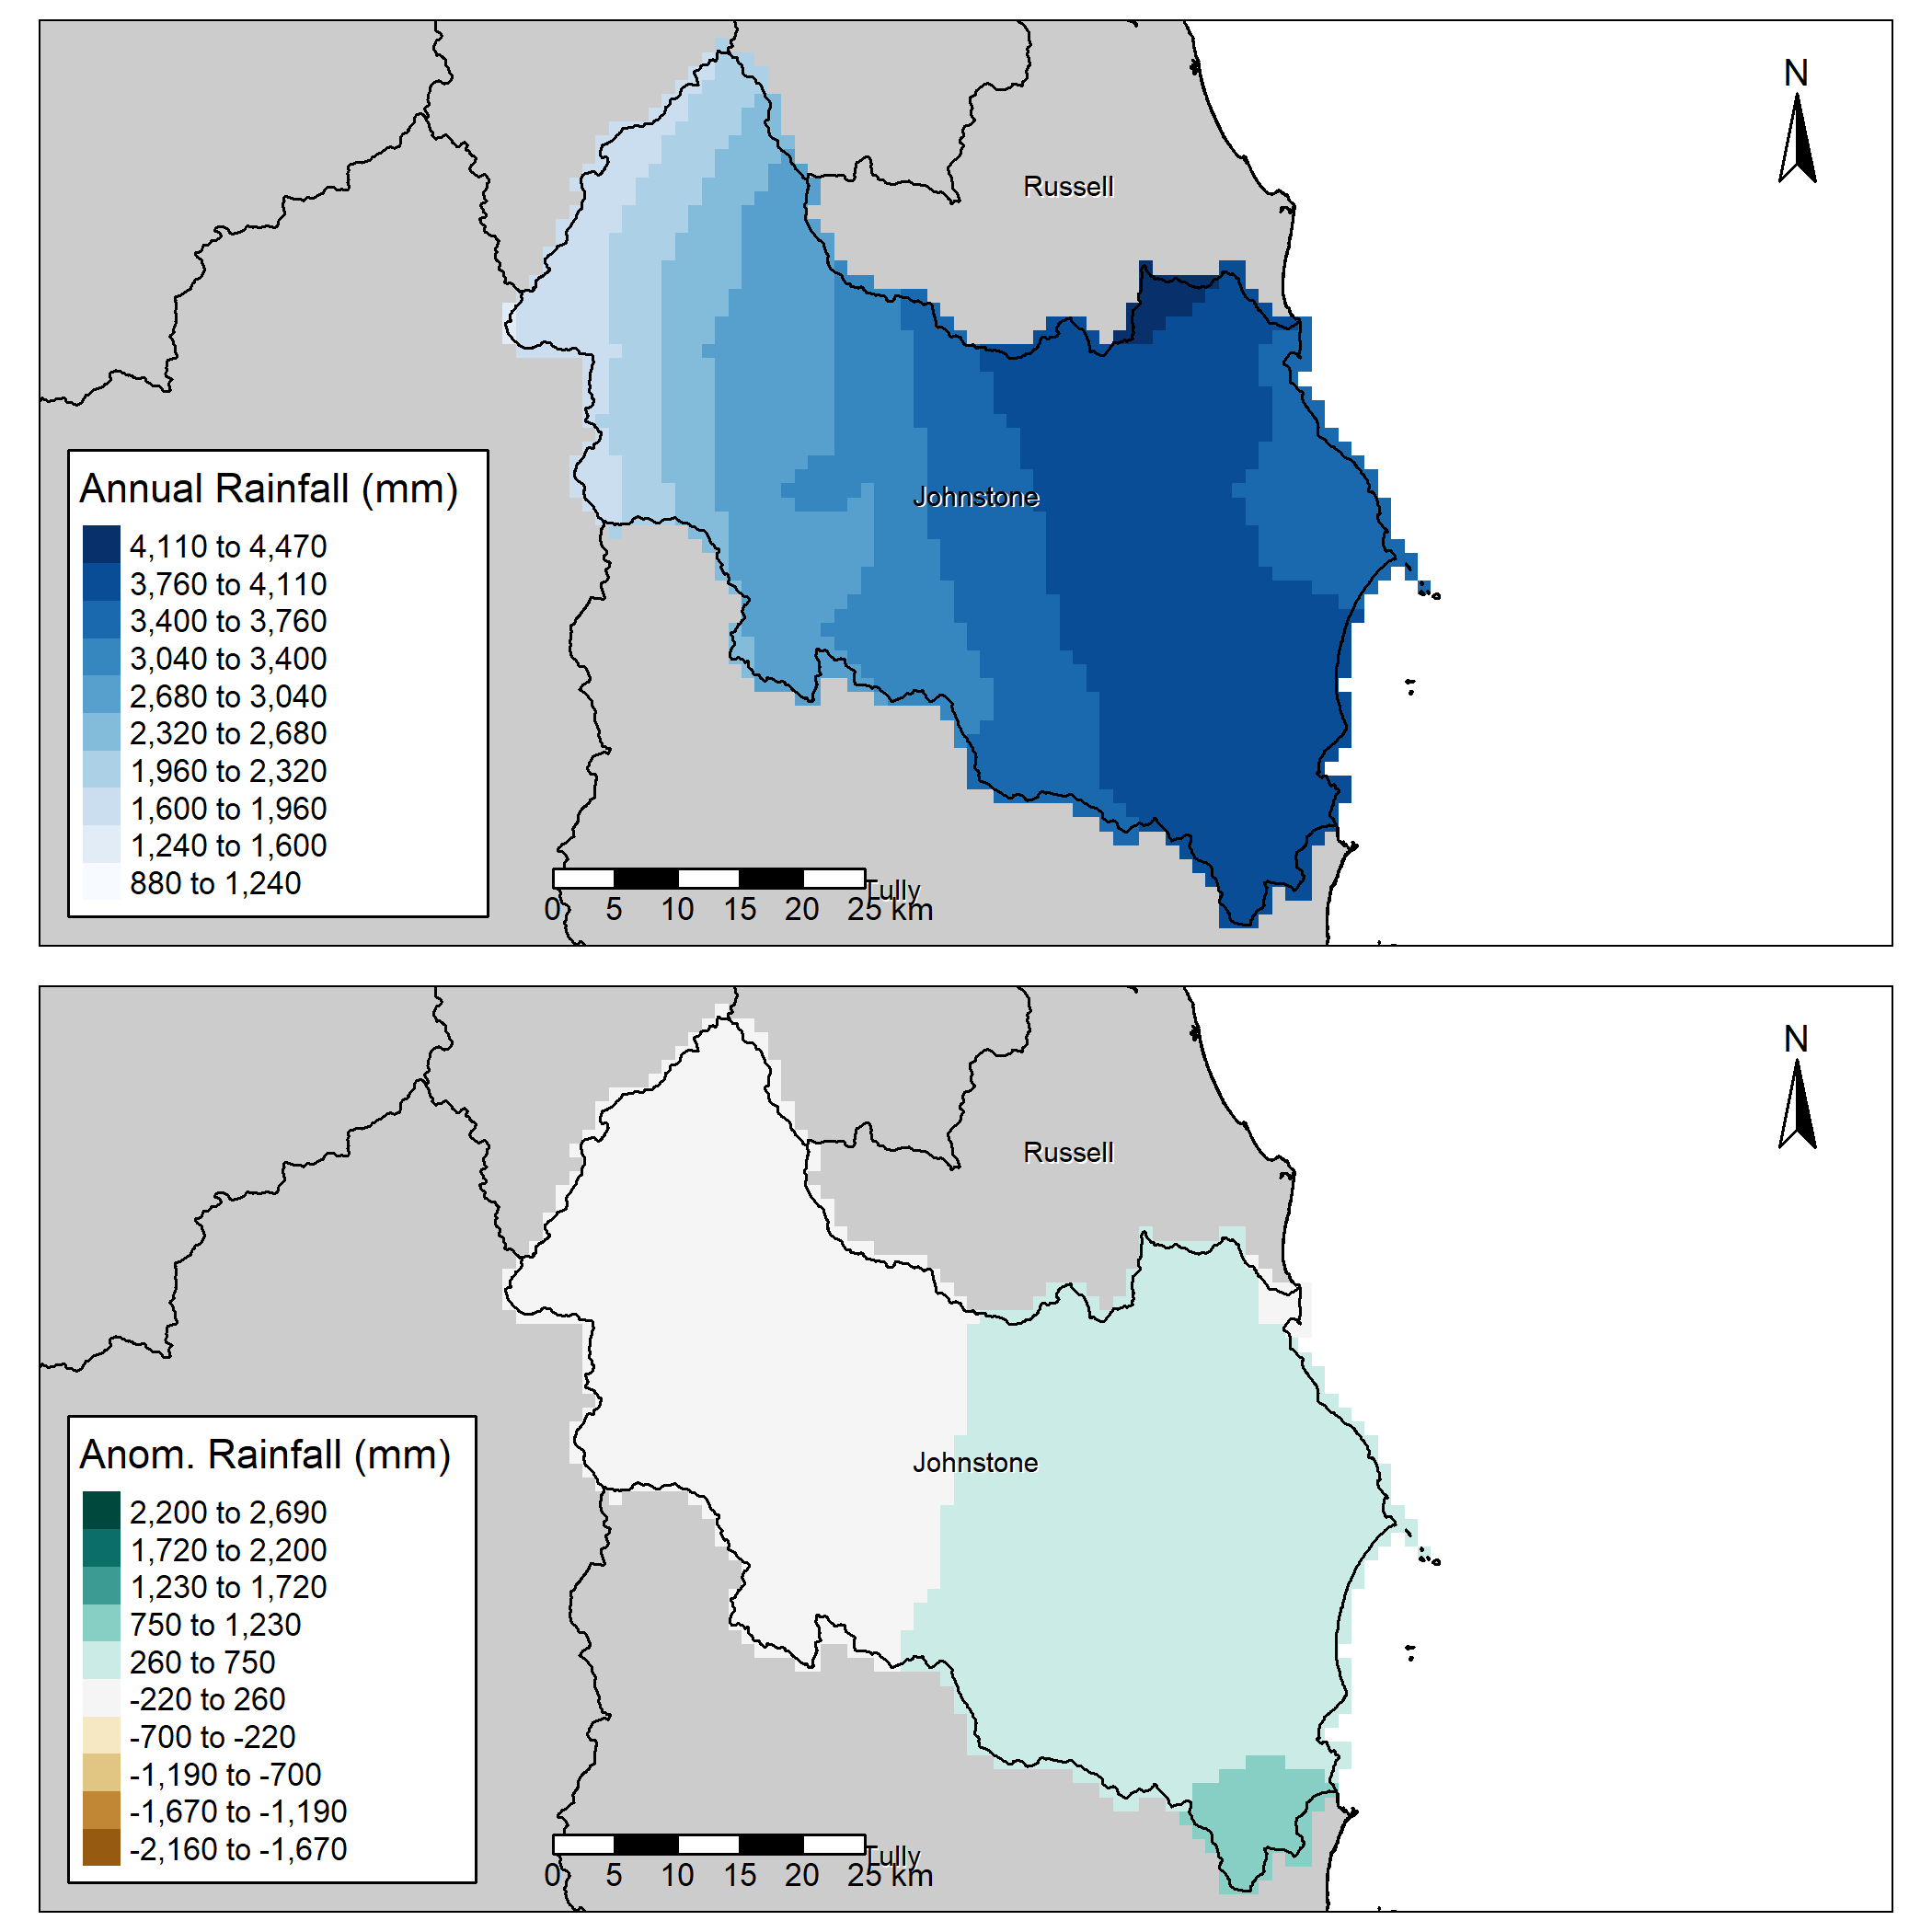 N
Russell
Annual Rainfall (mm)
Johnstone
4,110 to 4,470
3,760 to 4,110
3,400 to 3,760
3,040 to 3,400
2,680 to 3,040
2,320 to 2,680
1,960 to 2,320
1,600 to 1,960
1,240 to 1,600
880 to 1,240
Tully
0 5 10 15 20 25 km
N
Russell
Anom. Rainfall (mm)
Johnstone
2,200 to 2,690
1,720 to 2,200
1,230 to 1,720
750 to 1,230
260 to 750
-220 to 260
-700 to -220
-1,190 to -700
-1,670 to -1,190
-2,160 to -1,670
Tully
0 5 10 15 20 25 km